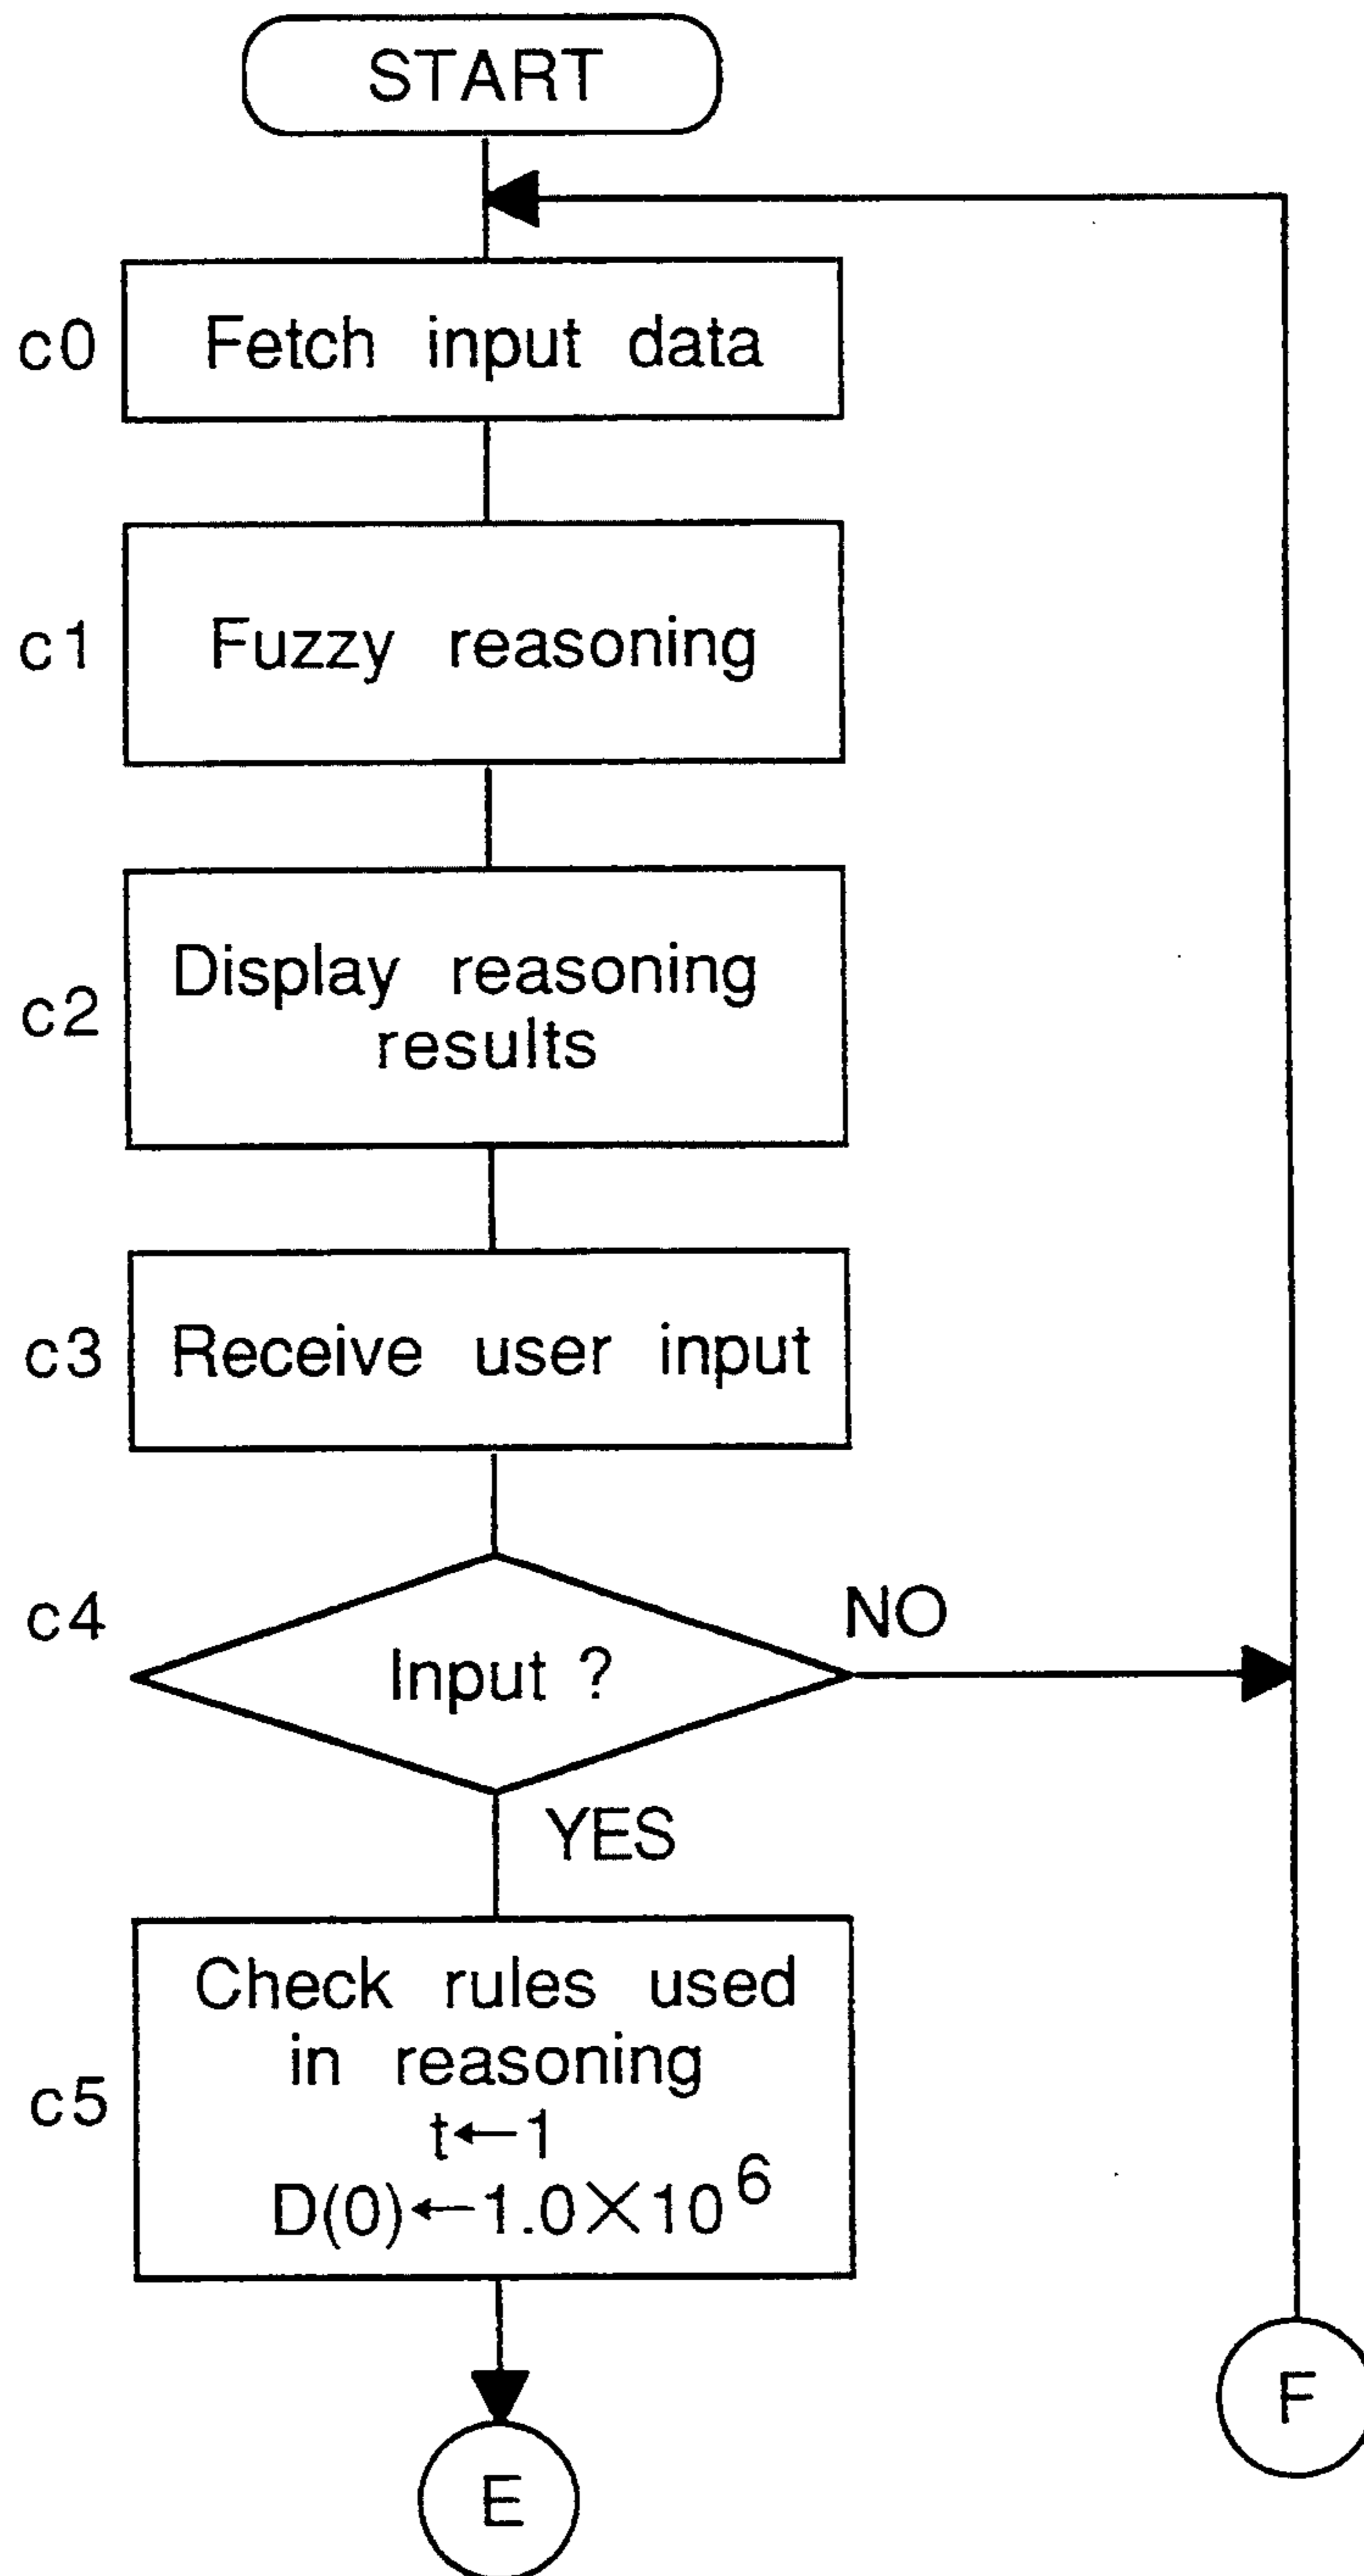 START
c0
Fetch input data
c1
Fuzzy reasoning
c2
Display reasoning
results
c3
Receive user input
c4
Input ?
NO
YES
c5
Check rules used
in reasoning
t←1
D(0)←1.0×10⁶
F
E